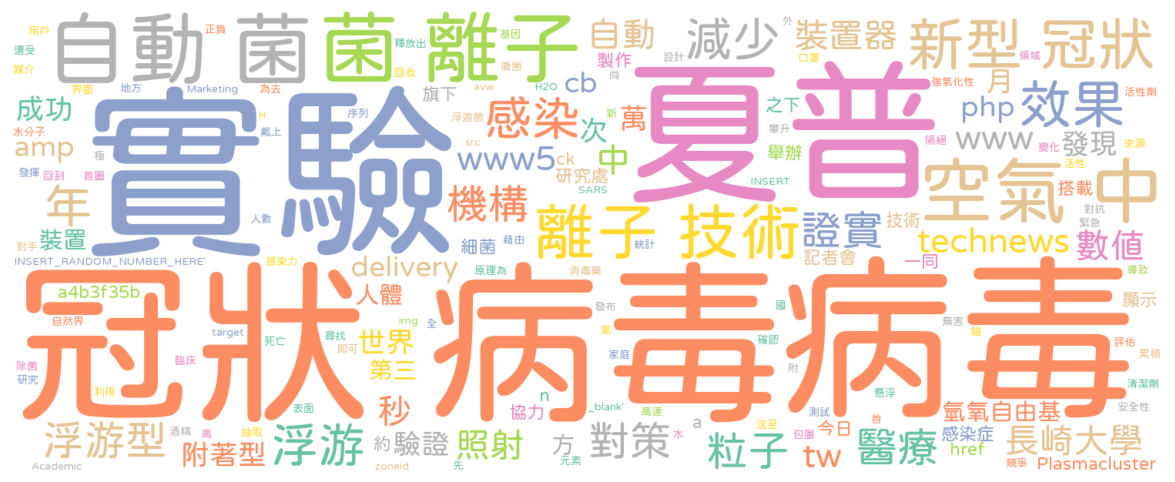 用戶 正負 基因 外
遭受 自動 菌 菌 離子 釋放出 自動 減少 裝置器 新型 冠狀
媒介 回收 黴菌 製作 設計 口罩 領域
界面 地方 Marketing 為去 旗下 尚 avw H2O cb 月 強氧化性 活性劑
成功 實驗 序列 浮遊菌 感染 次 新 萬 夏普 之下 php 效果
水分子 H 戴上 src 攀升 隔絕 變化 來源
amp 極 www5 ck 中 舉辦 www 發現
發揮 回到 首圖 研究處 SARS INSERT 活性 搭載 空氣 中
年 人數 機構 對抗
對手 裝置 細菌 藉由 離子 技術 統計 證實 技術 緊急 數值
INSERT_RANDOM_NUMBER_HERE' 感染力 記者會 一同 technews 導致
a4b3f35b delivery 原理為 消毒藥 人體 顯示
自然界 冠狀 病毒 病毒 發布 國
target 死亡 尋找 img 全 氫 確認 無害 貓 評估
除菌 臨床 即可 世界 家庭 附 累積
研究 利用 第三 懸浮 清潔劑
表面 秒 n 協力 _blank' 高達 測試 首 氫氧自由基 安全性
浮游型 酒精 高 抽取 浮游 約 驗證 照射 方 對策 水 a 送至 包圍 今日 感染症 長崎大學
附著型 粒子 tw 醫療 href
Academic zoneid 先 元素 競爭 Plasmacluster